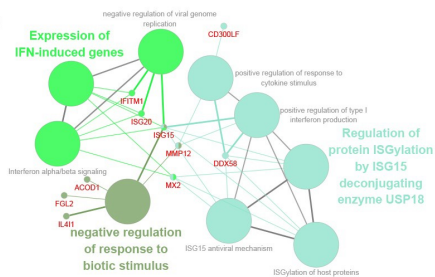 negative regulation of viral genome
replication
Expression of
IFN-induced genes
CD300LF
positive regulation of response to
cytokine stimulus
IFITM1
ISG20
positive regulation of type I
interferon production
ISG15
MMP12
Regulation of
protein ISGylation
by ISG15
deconjugating
enzyme USP18
DDX58
Interferon alpha/beta signaling
MX2
ACOD1
FGL2
IL4I1
negative regulation
of response to
biotic stimulus
ISG15 antiviral mechanism
ISGylation of host proteins